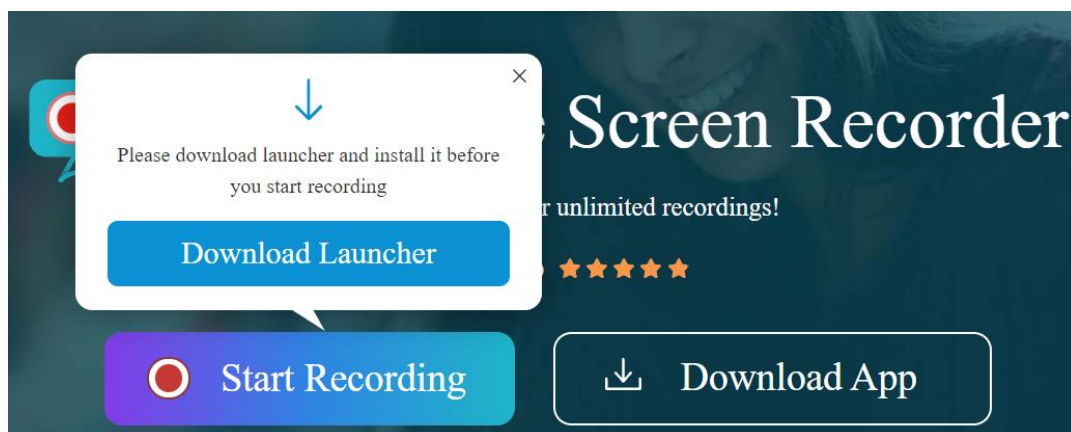 Please download launcher and install it before
you start recording
Download Launcher
Screen Recorder
unlimited recordings!
Start Recording
Download App